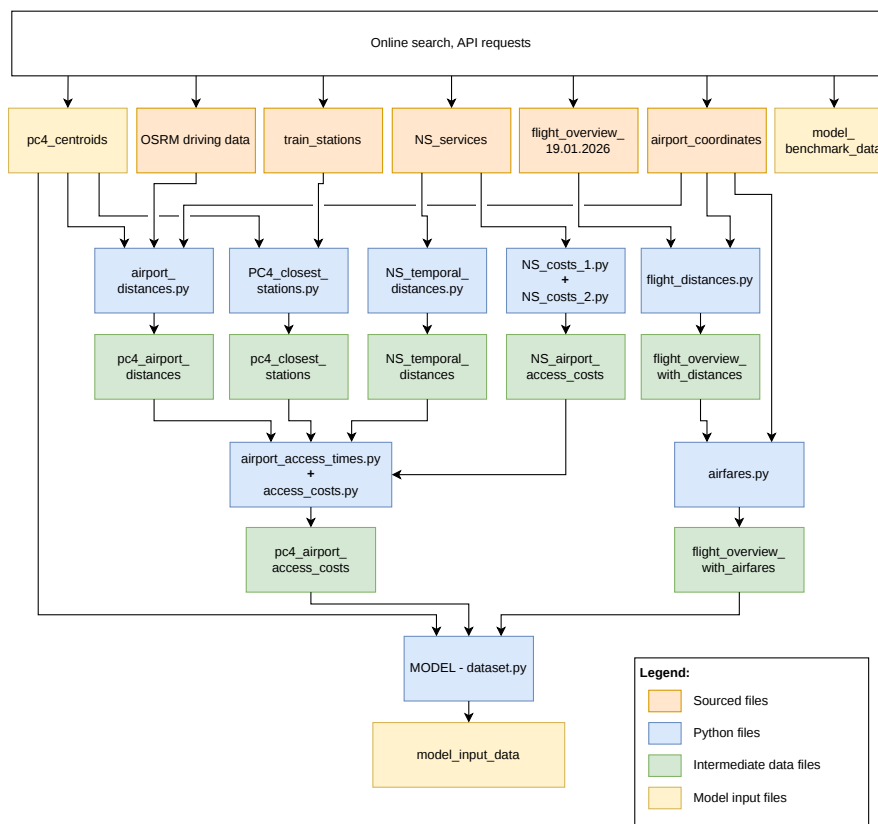 Online search, API requests
pc4_centroids
OSRM driving data
train_stations
NS_services
flight_overview_
19.01.2026
airport_coordinates
model_
benchmark_data
airport_
distances.py
PC4_closest_
stations.py
NS_temporal_
distances.py
NS_costs_1.py
+
NS_costs_2.py
flight_distances.py
pc4_airport_
distances
pc4_closest_
stations
NS_temporal_
distances
NS_airport_
access_costs
flight_overview_
with_distances
airport_access_times.py
+
access_costs.py
airfares.py
pc4_airport_
access_costs
flight_overview_
with_airfares
MODEL - dataset.py
model_input_data
Legend:
Sourced files
Python files
Intermediate data files
Model input files